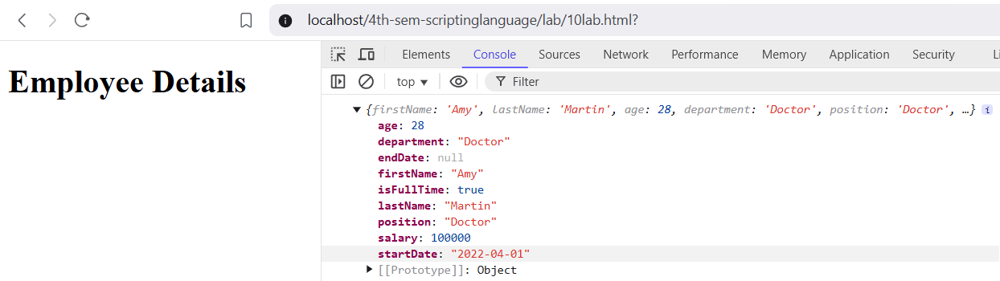 localhost/4th-sem-scriptinglanguage/lab/10lab.html?
Employee Details
Elements Console Sources Network Performance Memory Application Security
top ▼ Filter
▼ {firstName: 'Amy', lastName: 'Martin', age: 28, department: 'Doctor', position: 'Doctor', …} i
age: 28
department: "Doctor"
endDate: null
firstName: "Amy"
isFullTime: true
lastName: "Martin"
position: "Doctor"
salary: 100000
startDate: "2022-04-01"
▶ [[Prototype]]: Object